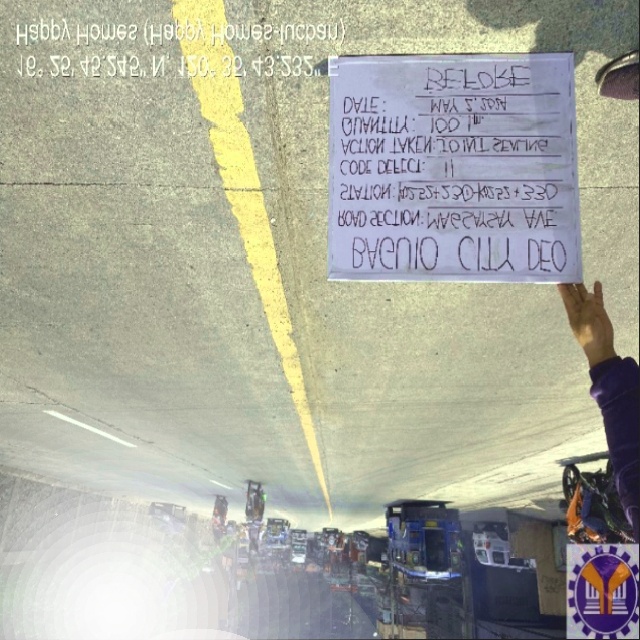 BAGUIO CITY DEO
ROAD SECTION: MAGSAYSAY AVE
STATION: K0252+230-K0252+330
CODE DEFECT: 11
ACTION TAKEN: JOINT SEALING
QUANTITY: 100 lm
DATE: MAY 2, 2024
BEFORE
16° 25' 45.245" N, 120° 35' 43.232" E
Happy Homes (Happy Homes-lucban)